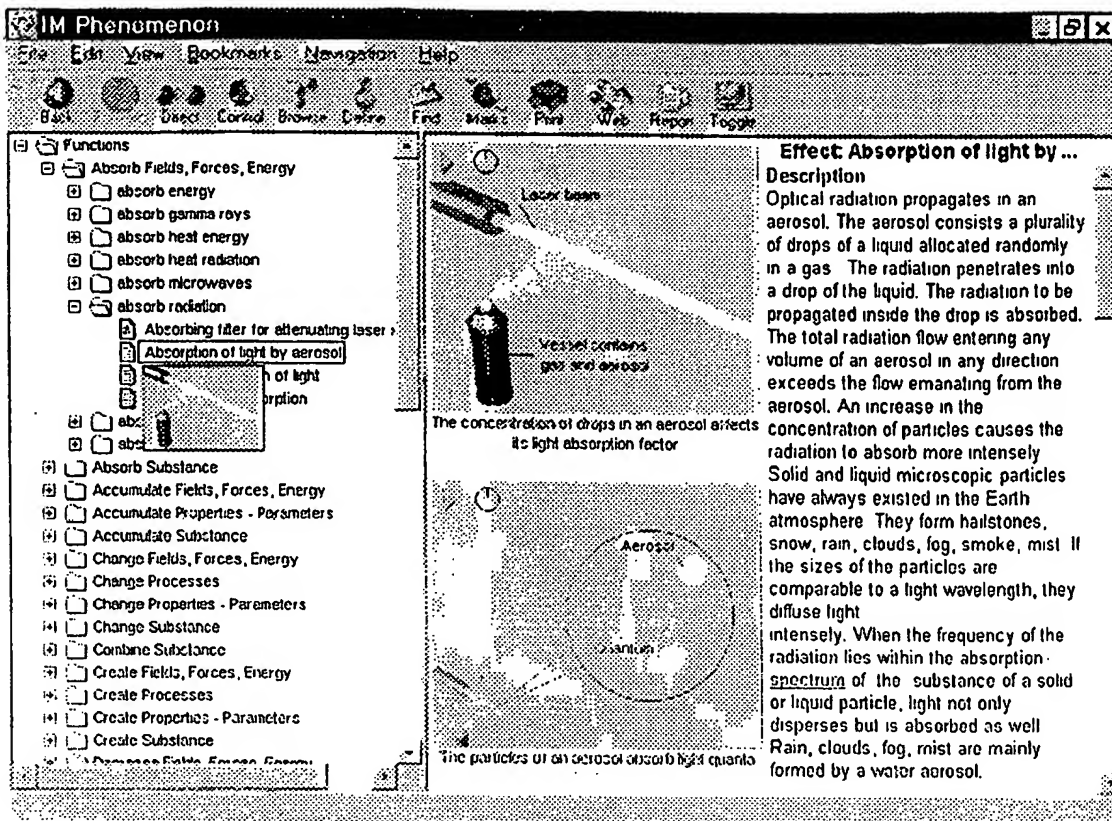 IM Phenomenon
File Edit View Bookmarks Navigation Help
Back Direct Control Browse Define Find Marks Print Web Report Toggle
Functions
Absorb Fields, Forces, Energy
absorb energy
absorb gamma rays
absorb heat energy
absorb heat radiation
absorb microwaves
absorb radiation
Absorbing filter for attenuating laser
Absorption of light by aerosol
n of light
orption
abs
abs
Absorb Substance
Accumulate Fields, Forces, Energy
Accumulate Properties - Parameters
Accumulate Substance
Change Fields, Forces, Energy
Change Processes
Change Properties - Parameters
Change Substance
Combine Substance
Create Fields, Forces, Energy
Create Processes
Create Properties - Parameters
Create Substance
Laser beam
Vessel contains
gas and aerosol
The concentration of drops in an aerosol affects
its light absorption factor
Aerosol
Quantum
The particles of an aerosol absorb light quanta
Effect: Absorption of light by ...
Description
Optical radiation propagates in an
aerosol. The aerosol consists a plurality
of drops of a liquid allocated randomly
in a gas The radiation penetrates into
a drop of the liquid. The radiation to be
propagated inside the drop is absorbed.
The total radiation flow entering any
volume of an aerosol in any direction
exceeds the flow emanating from the
aerosol. An increase in the
concentration of particles causes the
radiation to absorb more intensely
Solid and liquid microscopic particles
have always existed in the Earth
atmosphere They form hailstones,
snow, rain, clouds, fog, smoke, mist If
the sizes of the particles are
comparable to a light wavelength, they
diffuse light
intensely. When the frequency of the
radiation lies within the absorption
spectrum of the substance of a solid
or liquid particle, light not only
disperses but is absorbed as well
Rain, clouds, fog, mist are mainly
formed by a water aerosol.